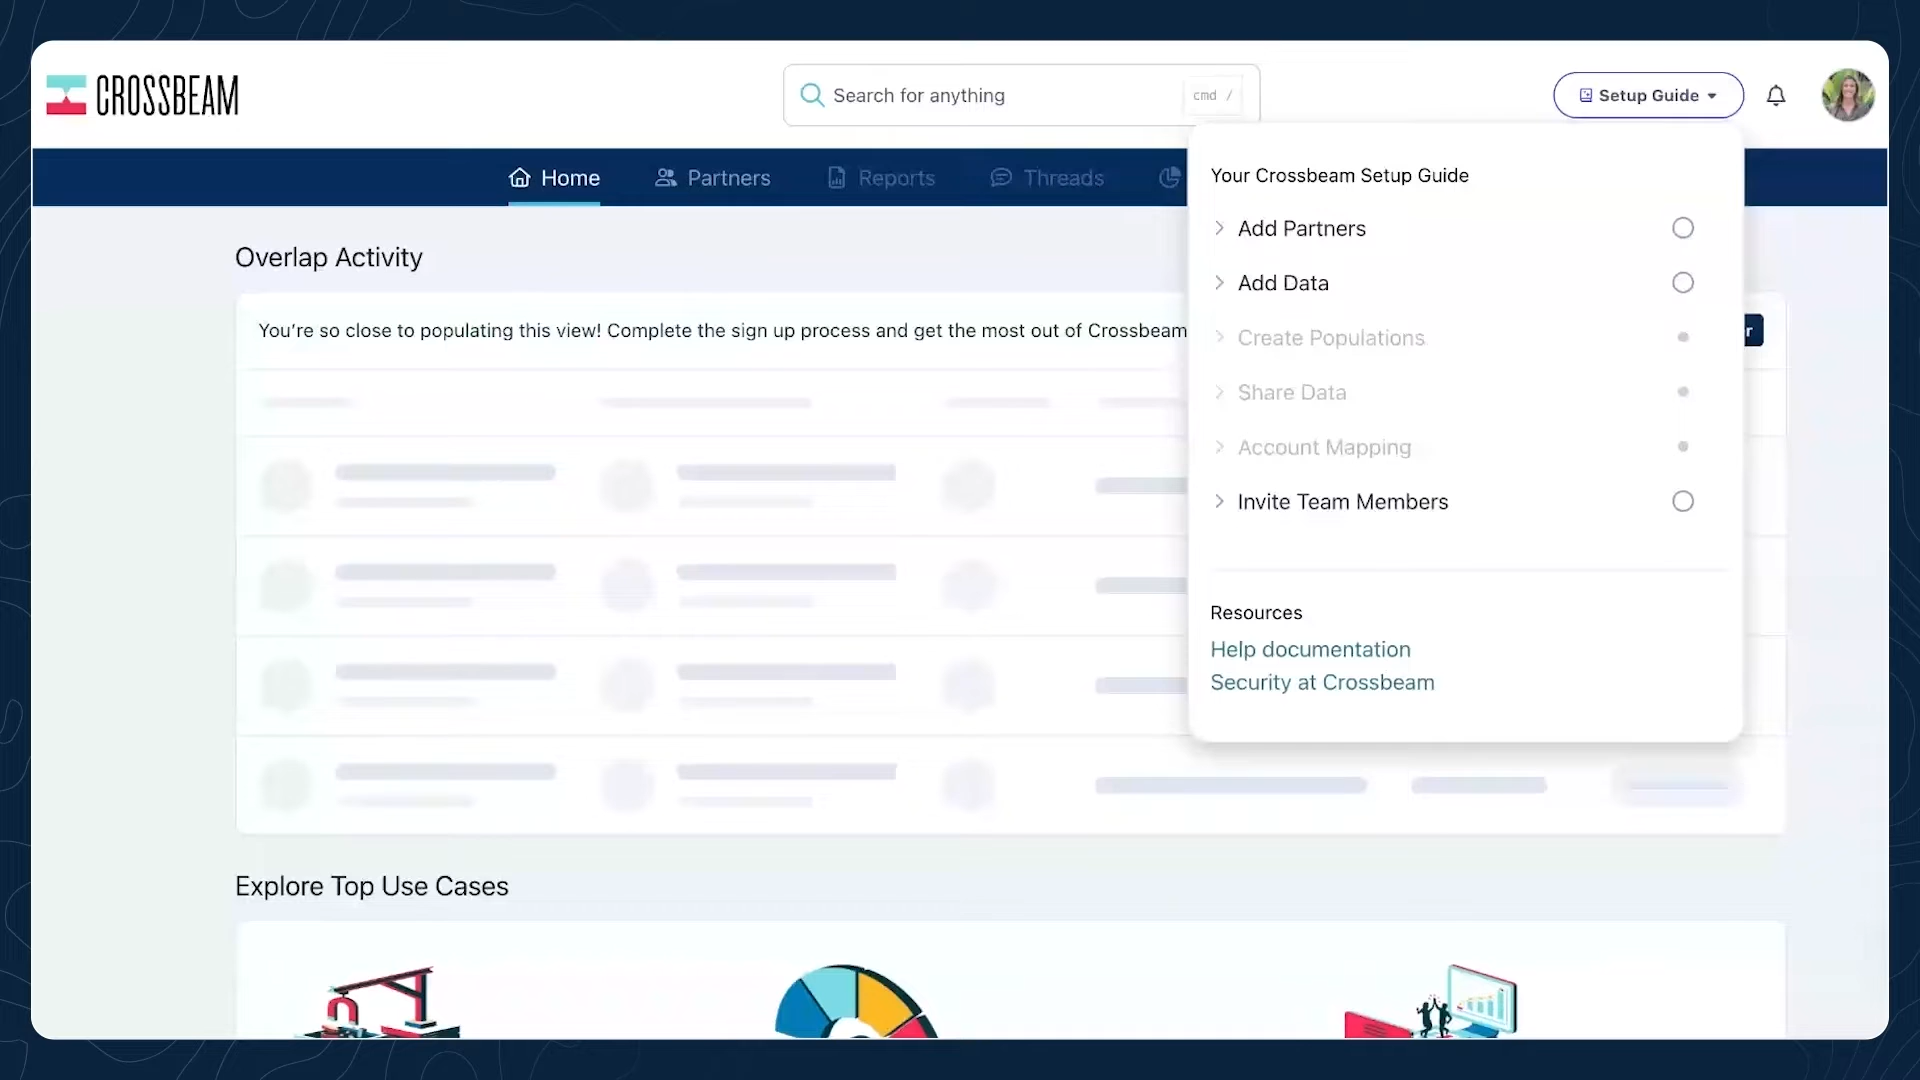 CROSSBEAM
Search for anything
cmd /
Setup Guide
Home
Partners
Reports
Threads
Your Crossbeam Setup Guide
Add Partners
Add Data
Create Populations
Share Data
Account Mapping
Invite Team Members
Resources
Help documentation
Security at Crossbeam
Overlap Activity
You're so close to populating this view! Complete the sign up process and get the most out of Crossbeam
r
Explore Top Use Cases